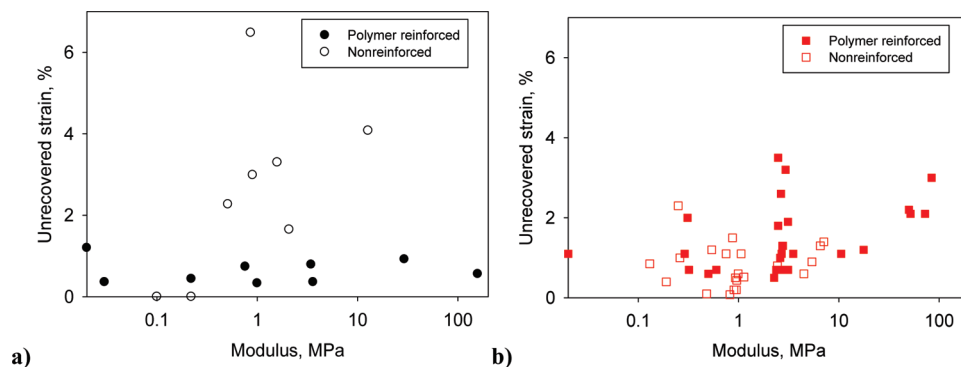 Unrecovered strain, %
6
4
2
0
Polymer reinforced
Nonreinforced
0.1 1 10 100
Modulus, MPa
a)
Unrecovered strain, %
6
4
2
0
Polymer reinforced
Nonreinforced
0.1 1 10 100
Modulus, MPa
b)